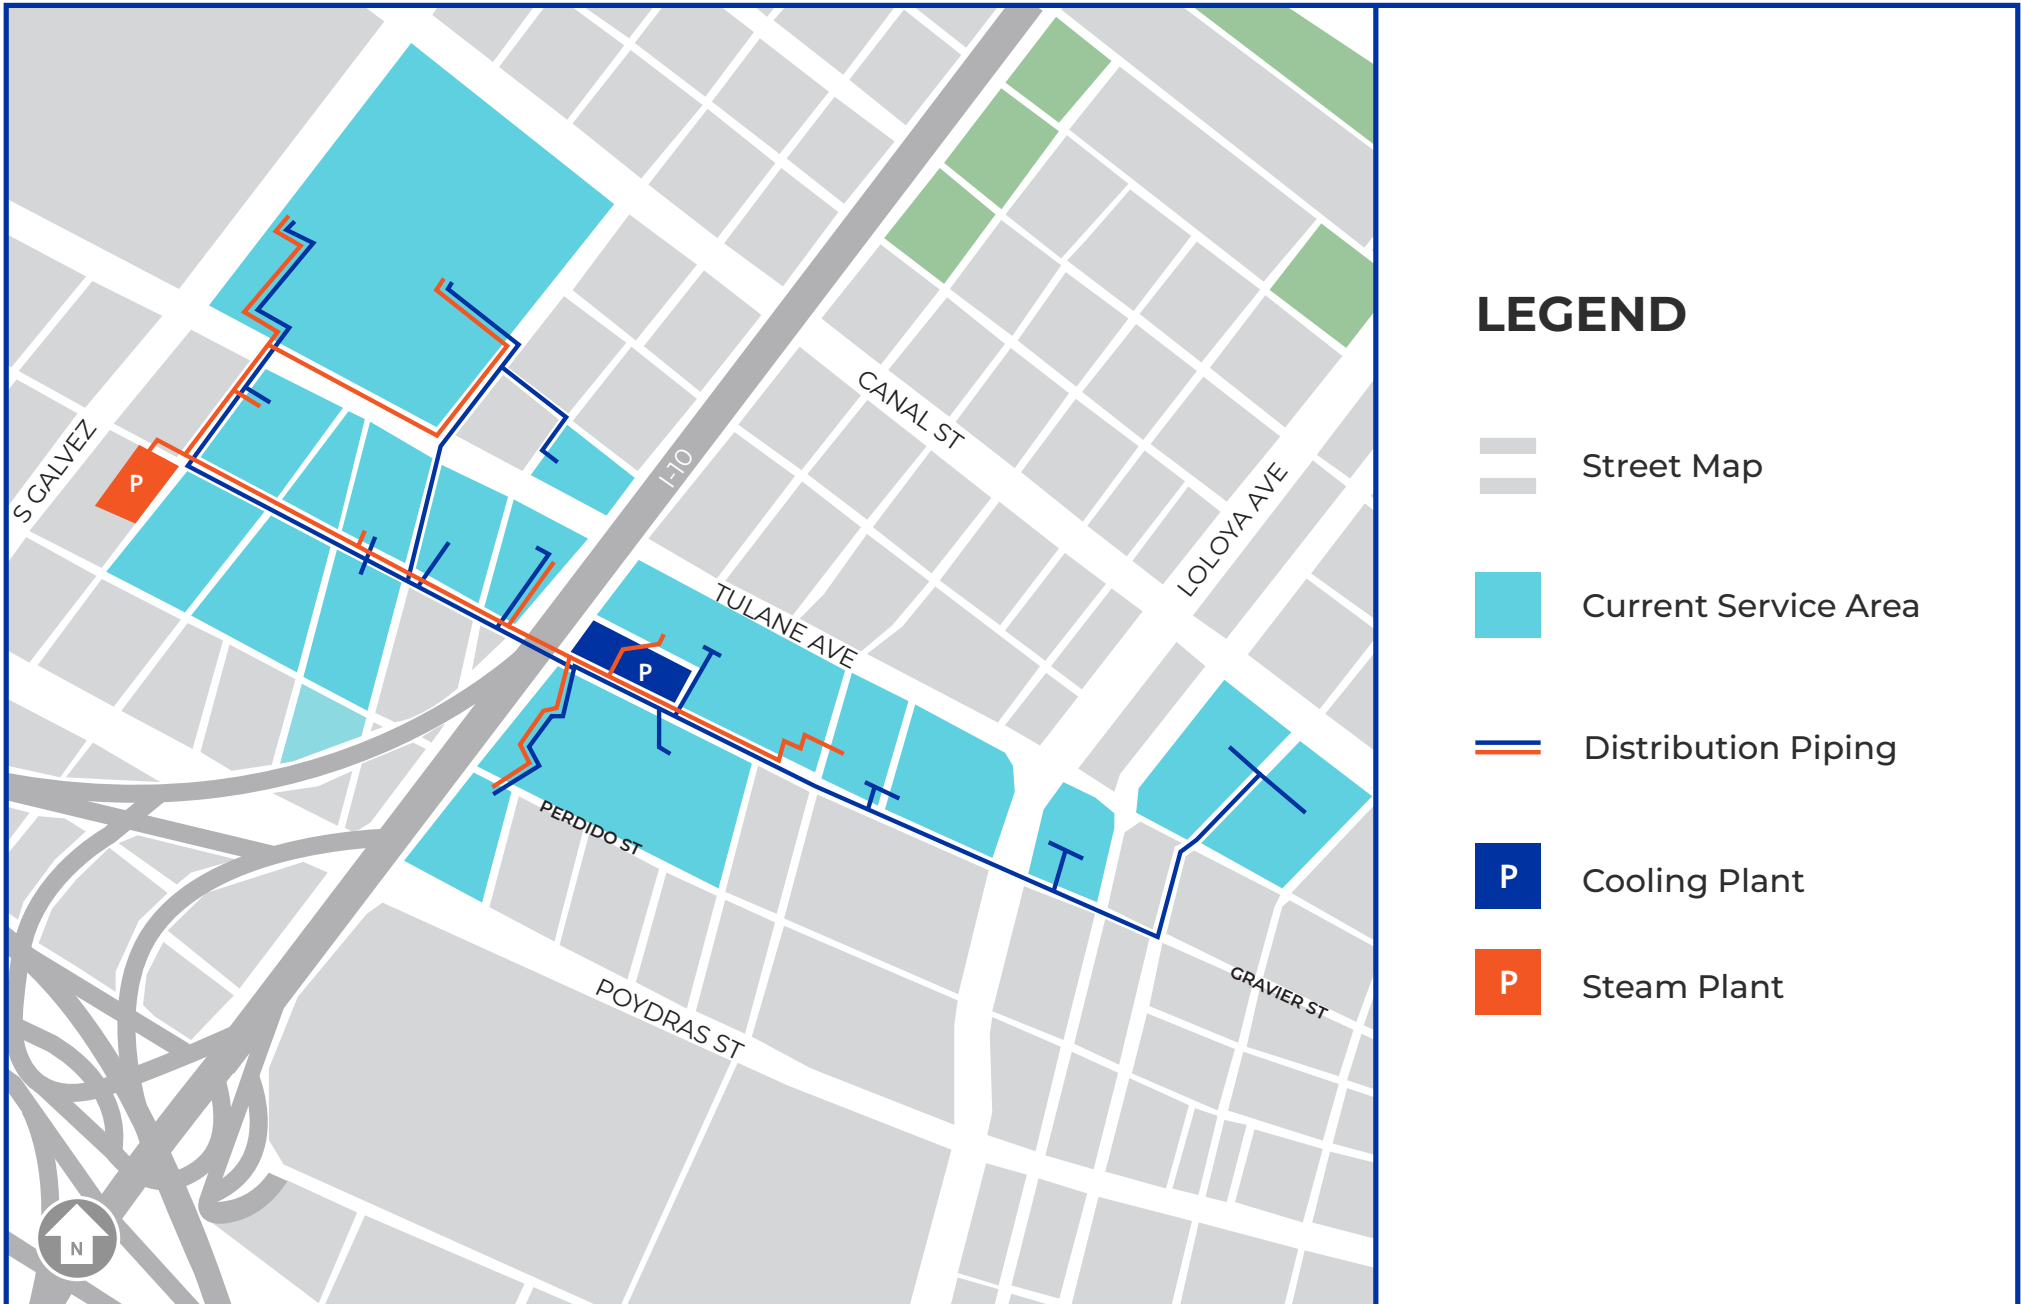 I-10
CANAL ST
S GALVEZ
P
LOLOYA AVE
TULANE AVE
P
PERDIDO ST
GRAVIER ST
POYDRAS ST
N
LEGEND
Street Map
Current Service Area
Distribution Piping
P Cooling Plant
P Steam Plant